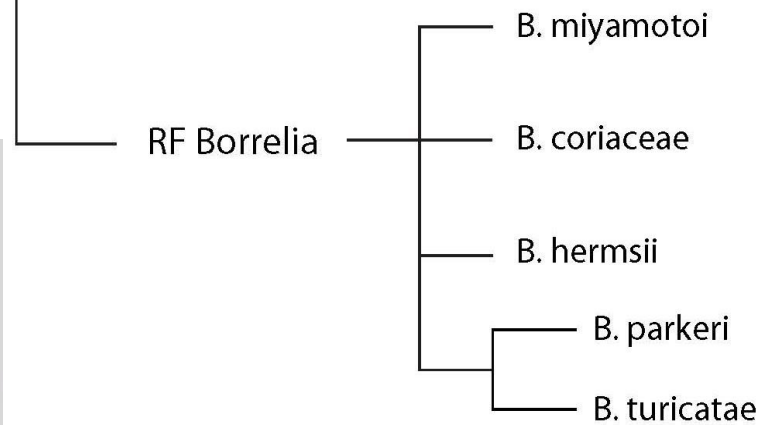 B. miyamotoi
RF Borrelia
B. coriaceae
B. hermsii
B. parkeri
B. turicatae